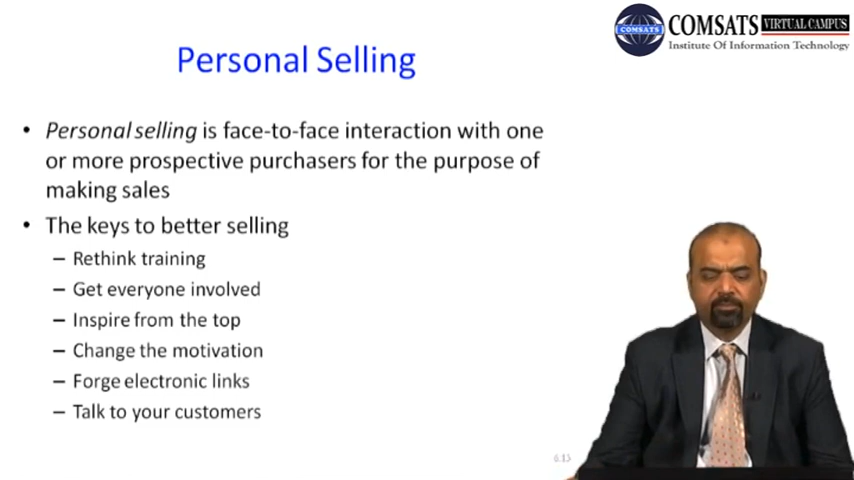 COMSATS VIRTUAL CAMPUS
Institute Of Information Technology
COMSATS
Personal Selling
• Personal selling is face-to-face interaction with one
or more prospective purchasers for the purpose of
making sales
• The keys to better selling
– Rethink training
– Get everyone involved
– Inspire from the top
– Change the motivation
– Forge electronic links
– Talk to your customers